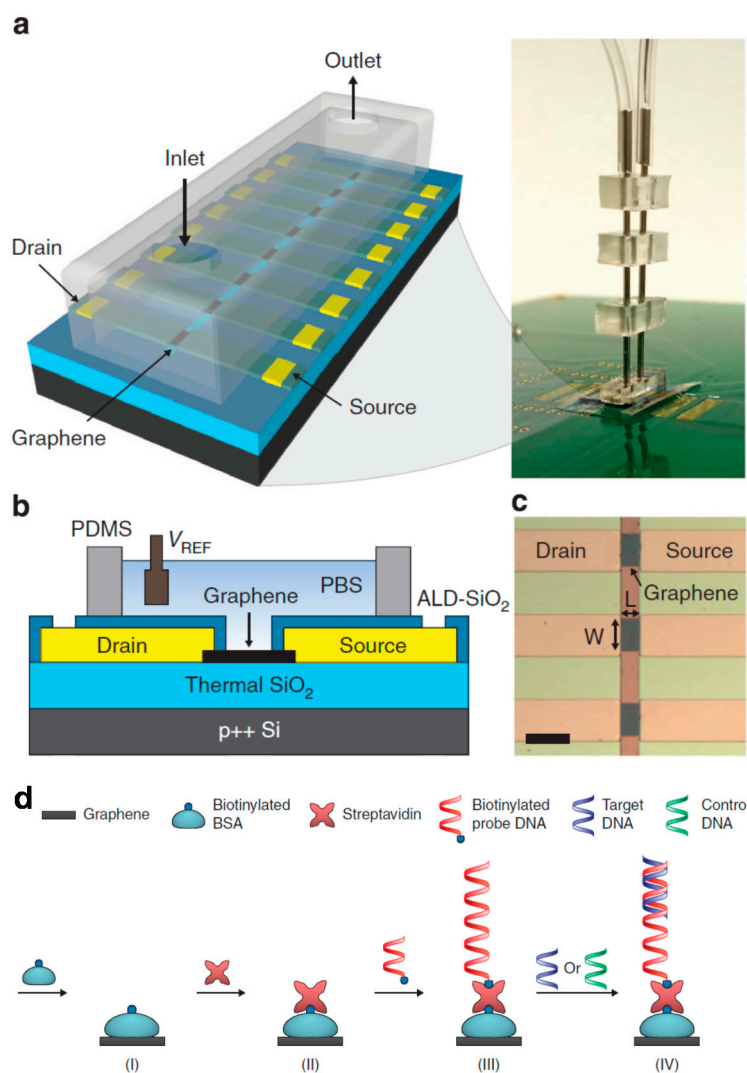 a
Outlet
Inlet
Drain
Graphene
Source
b
PDMS
VREF
Graphene
PBS
ALD-SiO2
Drain
Source
Thermal SiO2
p++ Si
c
Drain
Source
Graphene
L
W
d
Graphene
Biotinylated
BSA
Streptavidin
Biotinylated
probe DNA
Target
DNA
Contro
DNA
Or
(I)
(II)
(III)
(IV)